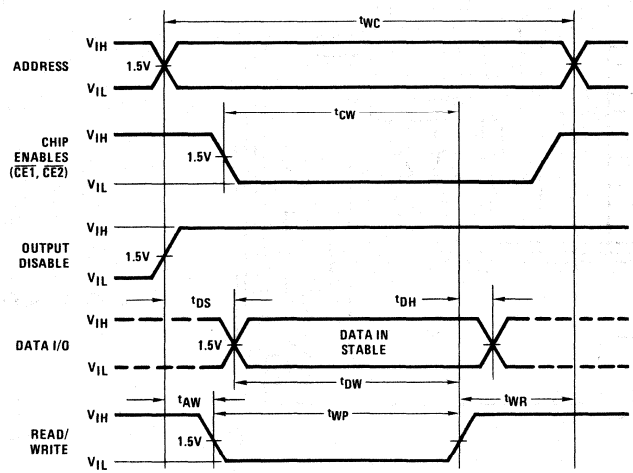 tWC
VIH
ADDRESS
1.5V
VIL
tCW
VIH
CHIP
ENABLES
(CE1, CE2)
1.5V
VIL
VIH
OUTPUT
DISABLE
1.5V
VIL
tDS
tDH
VIH
DATA I/O
1.5V
DATA IN
STABLE
VIL
tDW
tAW
tWP
tWR
VIH
READ/
WRITE
1.5V
VIL